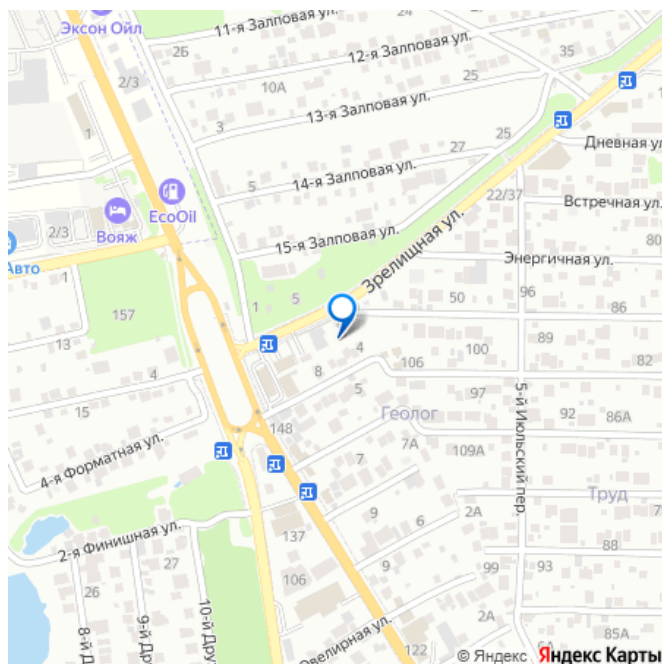 Эксон Ойл
11-я Залповая ул.
2Б
12-я Залповая ул.
35
2/3
10А
25
13-я Залповая ул.
3
1
27
25
Дневная ул
14-я Залповая ул.
5
EcoOil
22/37
Встречная ул.
Вояж
2/3
15-я Залповая ул.
Зрелищная ул.
80
Авто
Энергичная ул.
96
157
1
5
50
86
13
4
89
100
4
106
8
5
97
92
86А
15
Геолог
5-й Июльский пер.
148
7А
109А
4-я Форматная ул.
7
Труд
2А
6
9
2-я Финишная ул.
137
88
27
9
99
93
26
106
2А
8-й Д
9-й Друг
10-й Друг
Ювелирная ул.
122
6А
85А
© Яндекс Яндекс Карты